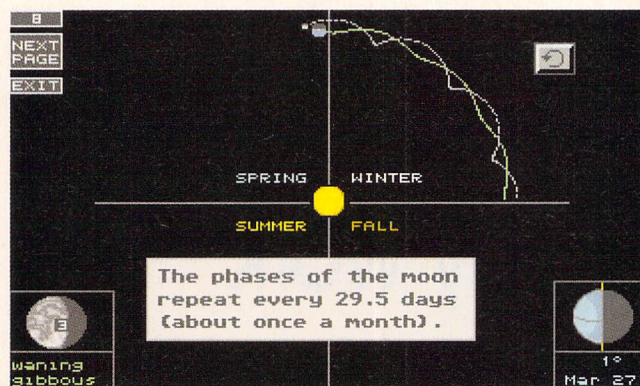 8
NEXT
PAGE
EXIT
SPRING WINTER
SUMMER FALL
The phases of the moon
repeat every 29.5 days
(about once a month).
waning
gibbous
1°
Mar 27